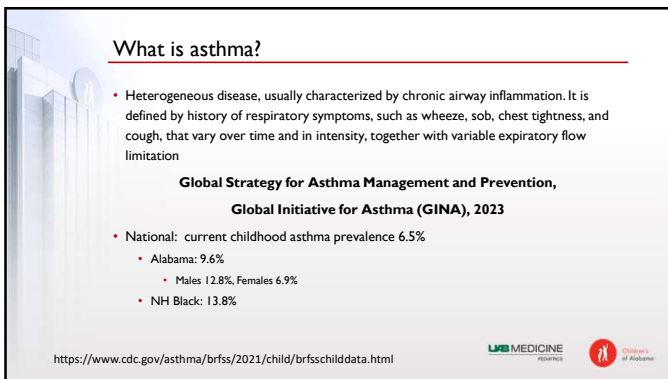 What is asthma?
• Heterogeneous disease, usually characterized by chronic airway inflammation. It is
defined by history of respiratory symptoms, such as wheeze, sob, chest tightness, and
cough, that vary over time and in intensity, together with variable expiratory flow
limitation
Global Strategy for Asthma Management and Prevention,
Global Initiative for Asthma (GINA), 2023
• National: current childhood asthma prevalence 6.5%
• Alabama: 9.6%
• Males 12.8%, Females 6.9%
• NH Black: 13.8%
https://www.cdc.gov/asthma/brfss/2021/child/brfsschilddata.html
UAB MEDICINE
PEDIATRICS
Children's
of Alabama